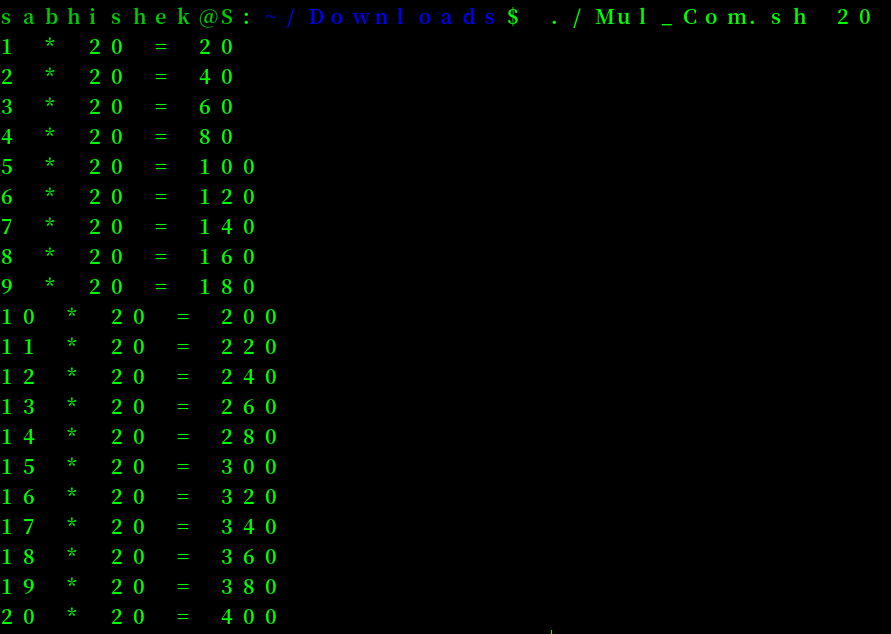 sabhishek@S: ~/Downloads$ ./Mul_Com.sh 20
1 * 20 = 20
2 * 20 = 40
3 * 20 = 60
4 * 20 = 80
5 * 20 = 100
6 * 20 = 120
7 * 20 = 140
8 * 20 = 160
9 * 20 = 180
10 * 20 = 200
11 * 20 = 220
12 * 20 = 240
13 * 20 = 260
14 * 20 = 280
15 * 20 = 300
16 * 20 = 320
17 * 20 = 340
18 * 20 = 360
19 * 20 = 380
20 * 20 = 400